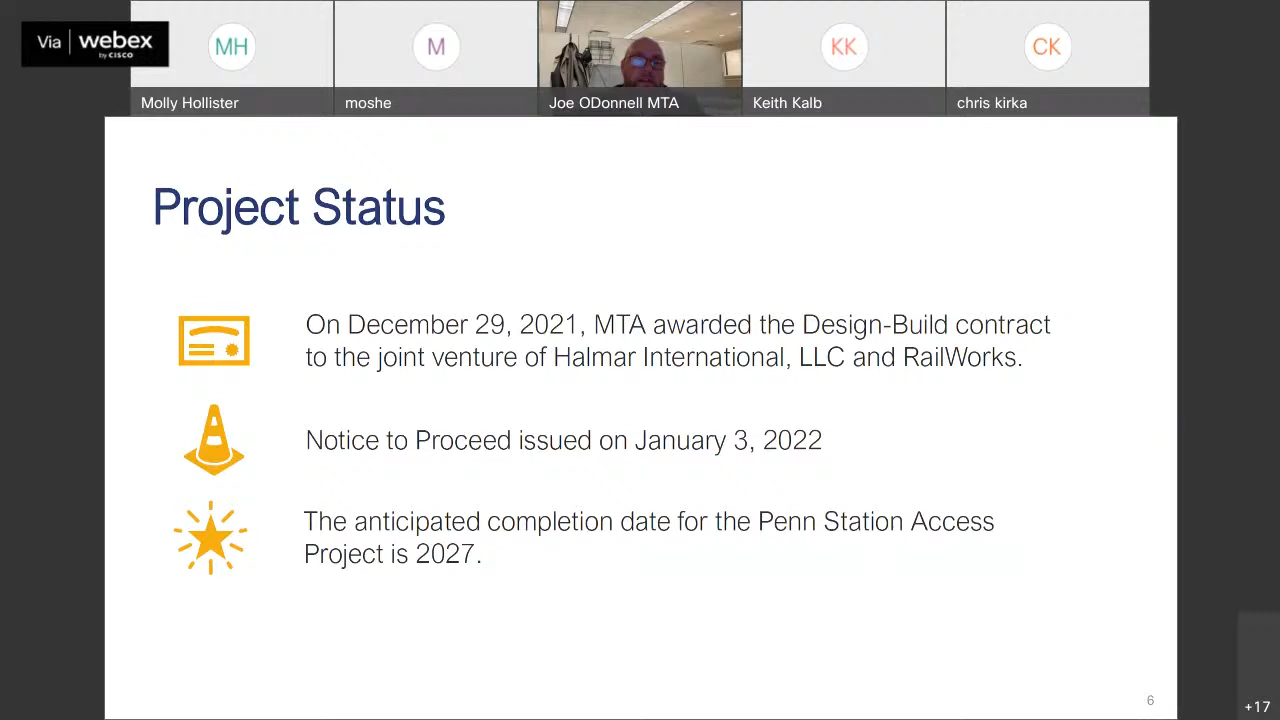 Via webex
by CISCO
MH
M
KK
CK
Molly Hollister
moshe
Joe ODonnell MTA
Keith Kalb
chris kirka
Project Status
On December 29, 2021, MTA awarded the Design-Build contract
to the joint venture of Halmar International, LLC and RailWorks.
Notice to Proceed issued on January 3, 2022
The anticipated completion date for the Penn Station Access
Project is 2027.
6
+17